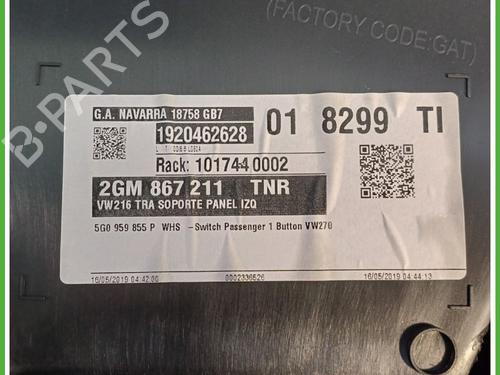 (FACTORY CODE:GAT)
B-PARTS
G.A. NAVARRA 18758 GB7
1920462628
01 8299 TI
Rack: 101744 0002
2GM 867 211 TNR
VW216 TRA SOPORTE PANEL IZQ
5G0 959 855 P WHS -Switch Passenger 1 Button VW270
16/05/2019 04:42:00
0002336526
16/05/2019 04:44:13